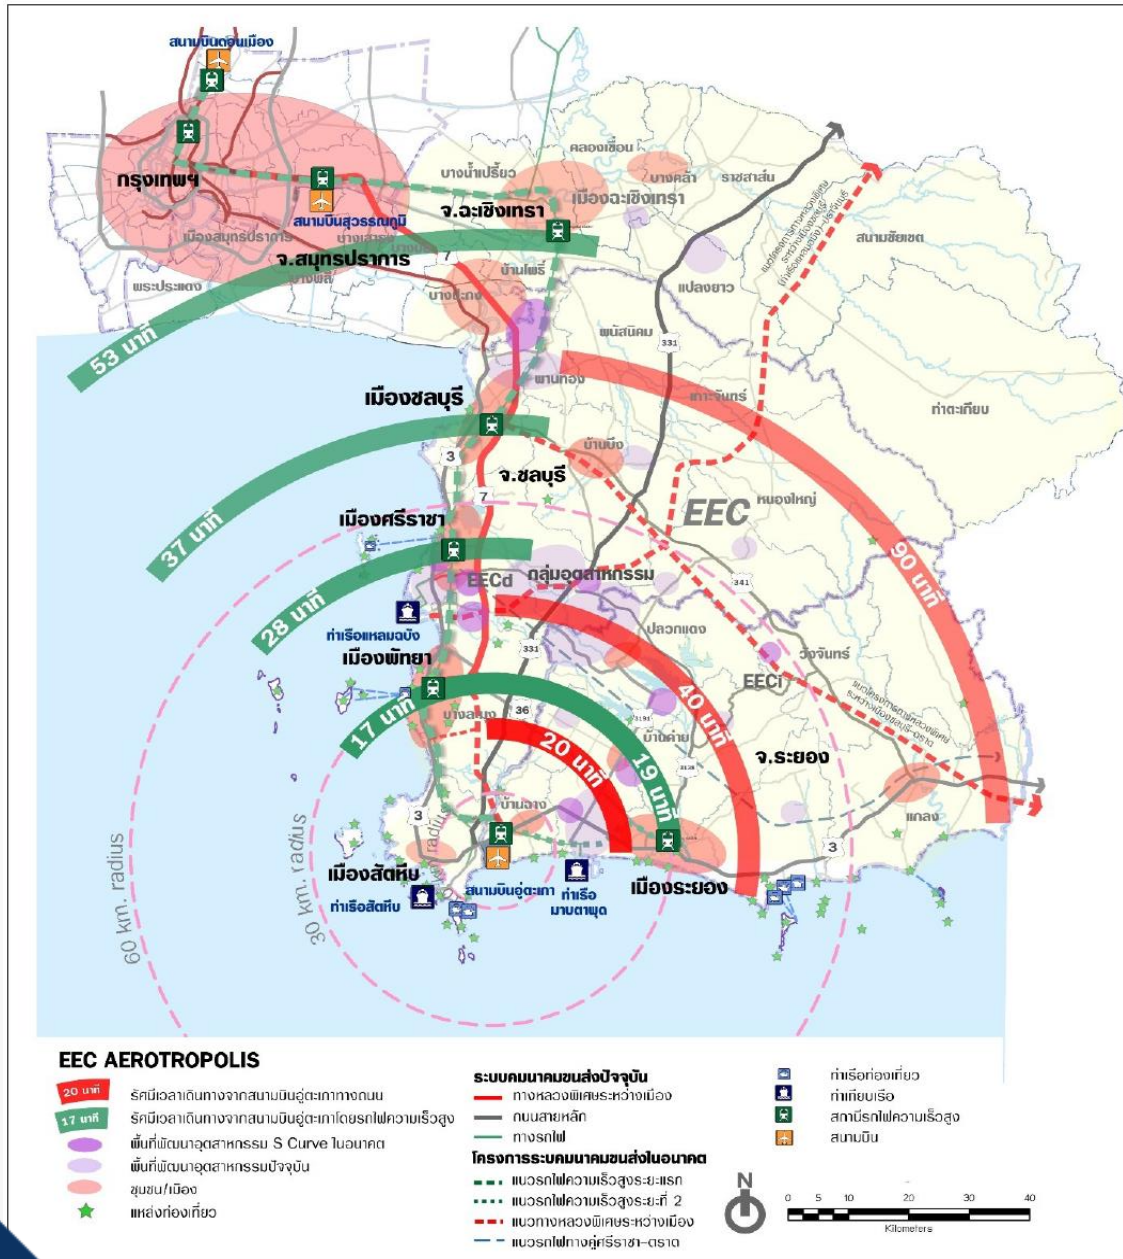 สนามบินดอนเมือง
กรุงเทพฯ
สนามบินสุวรรณภูมิ
เมืองสมุทรปราการ
จ.สมุทรปราการ
พระประแดง
บางพลี
บางน้ำเปรี้ยว
คลองเขื่อน
บางคล้า
ราชสาส์น
จ.ฉะเชิงเทรา
เมืองฉะเชิงเทรา
สนามชัยเขต
แปลงยาว
บ้านโพธิ์
บางปะกง
7
พนัสนิคม
331
พานทอง
เกาะจันทร์
ท่าตะเกียบ
53 นาที
เมืองชลบุรี
3
บ้านบึง
จ.ชลบุรี
7
หนองใหญ่
EEC
37 นาที
เมืองศรีราชา
90 นาที
EECd
กลุ่มอุตสาหกรรม
341
28 นาที
ท่าเรือแหลมฉบัง
ปลวกแดง
331
วังจันทร์
เมืองพัทยา
EECi
40 นาที
17 นาที
บางละมุง
36
3191
บ้านค่าย
20 นาที
19 นาที
3138
จ.ระยอง
แกลง
บ้านฉาง
3
3
เมืองสัตหีบ
ท่าเรือสัตหีบ
สนามบินอู่ตะเภา
ท่าเรือ
มาบตาพุด
เมืองระยอง
60 km. radius
30 km. radius
radius
EEC AEROTROPOLIS
20 นาที
รัศมีเวลาเดินทางจากสนามบินอู่ตะเภาทางถนน
17 นาที
รัศมีเวลาเดินทางจากสนามบินอู่ตะเภาโดยรถไฟความเร็วสูง
พื้นที่พัฒนาอุตสาหกรรม S Curve ในอนาคต
พื้นที่พัฒนาอุตสาหกรรมปัจจุบัน
ชุมชน/เมือง
แหล่งท่องเที่ยว
ระบบคมนาคมขนส่งปัจจุบัน
ทางหลวงพิเศษระหว่างเมือง
ถนนสายหลัก
ทางรถไฟ
โครงการระบบคมนาคมขนส่งในอนาคต
แนวรถไฟความเร็วสูงระยะแรก
แนวรถไฟความเร็วสูงระยะที่ 2
แนวทางหลวงพิเศษระหว่างเมือง
แนวรถไฟทางคู่ศรีราชา-ตราด
ท่าเรือท่องเที่ยว
ท่าเทียบเรือ
สถานีรถไฟความเร็วสูง
สนามบิน
N
0 5 10 20 30 40
Kilometers